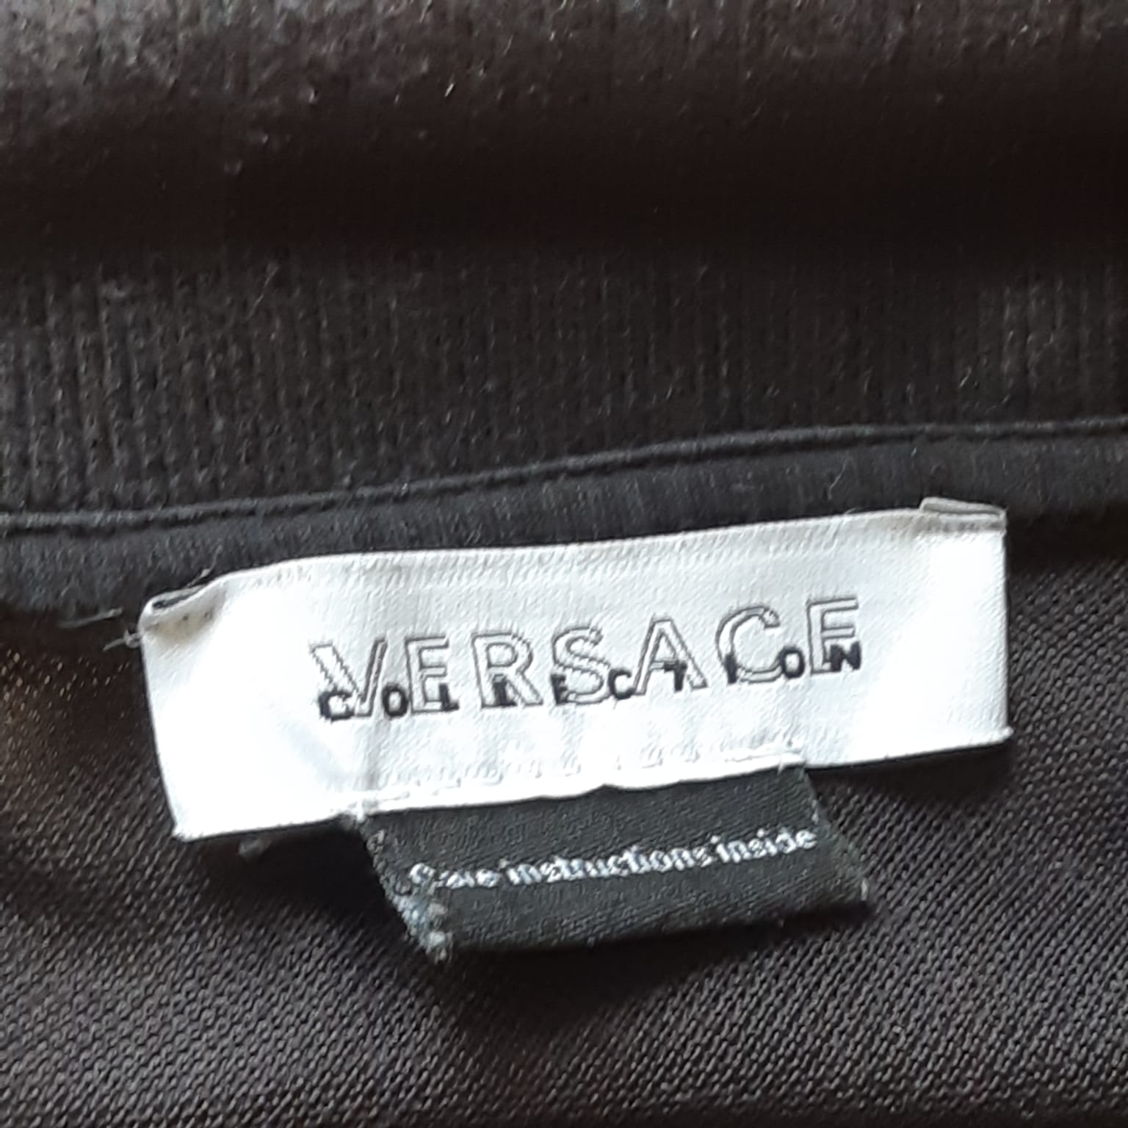 VERSACE
COLLECTION
Care instructions inside